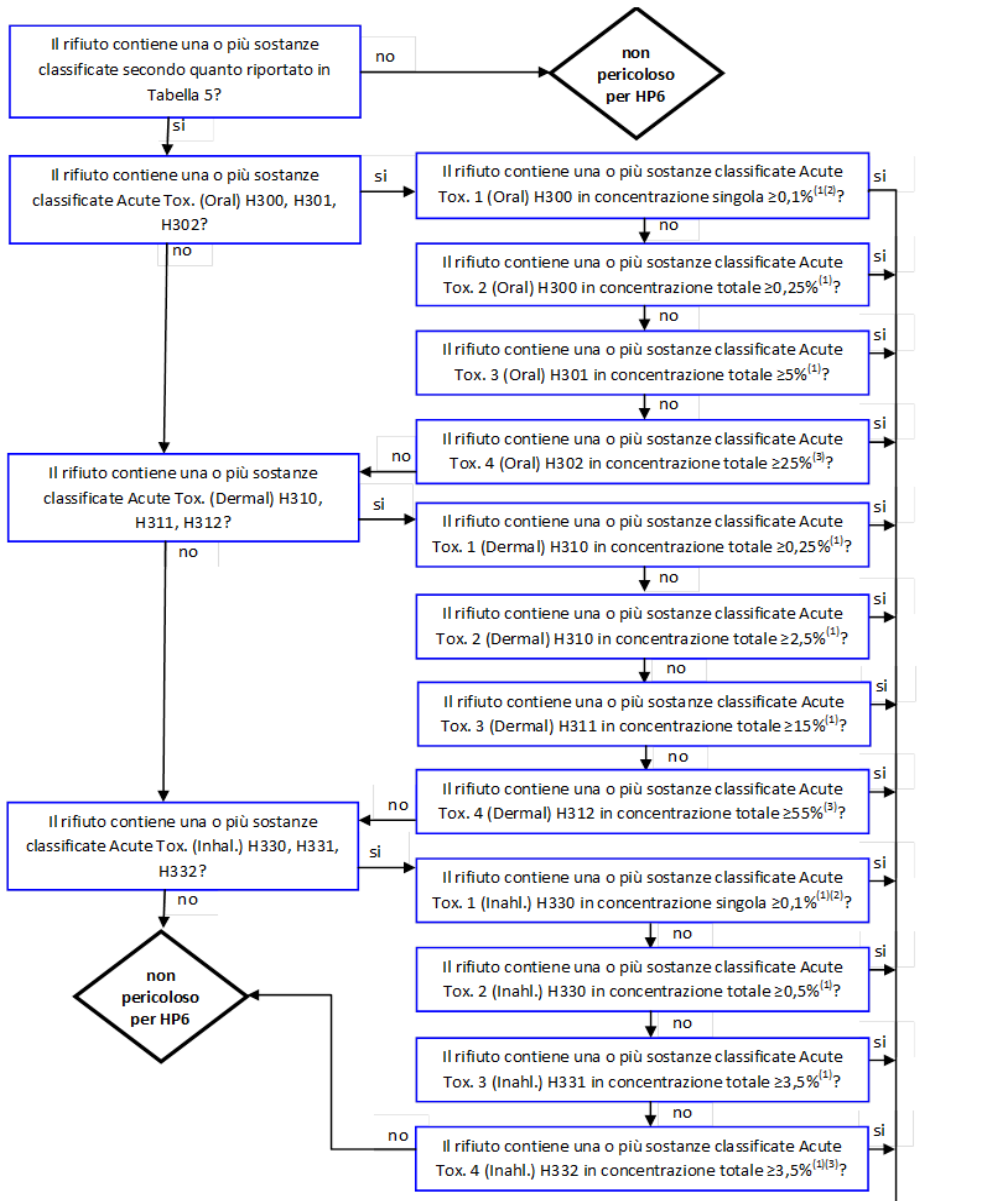 Il rifiuto contiene una o più sostanze
classificate secondo quanto riportato in
Tabella 5?
no
non
pericoloso
per HP6
si
Il rifiuto contiene una o più sostanze
classificate Acute Tox. (Oral) H300, H301,
H302?
si
Il rifiuto contiene una o più sostanze classificate Acute
Tox. 1 (Oral) H300 in concentrazione singola ≥0,1%(1(2)?
si
no
no
Il rifiuto contiene una o più sostanze classificate Acute
Tox. 2 (Oral) H300 in concentrazione totale ≥0,25%(1)?
si
no
Il rifiuto contiene una o più sostanze classificate Acute
Tox. 3 (Oral) H301 in concentrazione totale ≥5%(1)?
si
no
Il rifiuto contiene una o più sostanze classificate Acute
Tox. 4 (Oral) H302 in concentrazione totale ≥25%(3)?
si
no
Il rifiuto contiene una o più sostanze
classificate Acute Tox. (Dermal) H310,
H311, H312?
si
Il rifiuto contiene una o più sostanze classificate Acute
Tox. 1 (Dermal) H310 in concentrazione totale ≥0,25%(1)?
si
no
no
Il rifiuto contiene una o più sostanze classificate Acute
Tox. 2 (Dermal) H310 in concentrazione totale ≥2,5%(1)?
si
no
Il rifiuto contiene una o più sostanze classificate Acute
Tox. 3 (Dermal) H311 in concentrazione totale ≥15%(1)?
si
no
Il rifiuto contiene una o più sostanze classificate Acute
Tox. 4 (Dermal) H312 in concentrazione totale ≥55%(3)?
si
no
Il rifiuto contiene una o più sostanze
classificate Acute Tox. (Inhal.) H330, H331,
H332?
si
Il rifiuto contiene una o più sostanze classificate Acute
Tox. 1 (Inahl.) H330 in concentrazione singola ≥0,1%(1)(2)?
si
no
no
non
pericoloso
per HP6
Il rifiuto contiene una o più sostanze classificate Acute
Tox. 2 (Inahl.) H330 in concentrazione totale ≥0,5%(1)?
si
no
Il rifiuto contiene una o più sostanze classificate Acute
Tox. 3 (Inahl.) H331 in concentrazione totale ≥3,5%(1)?
si
no
Il rifiuto contiene una o più sostanze classificate Acute
Tox. 4 (Inahl.) H332 in concentrazione totale ≥3,5%(1)(3)?
si
no